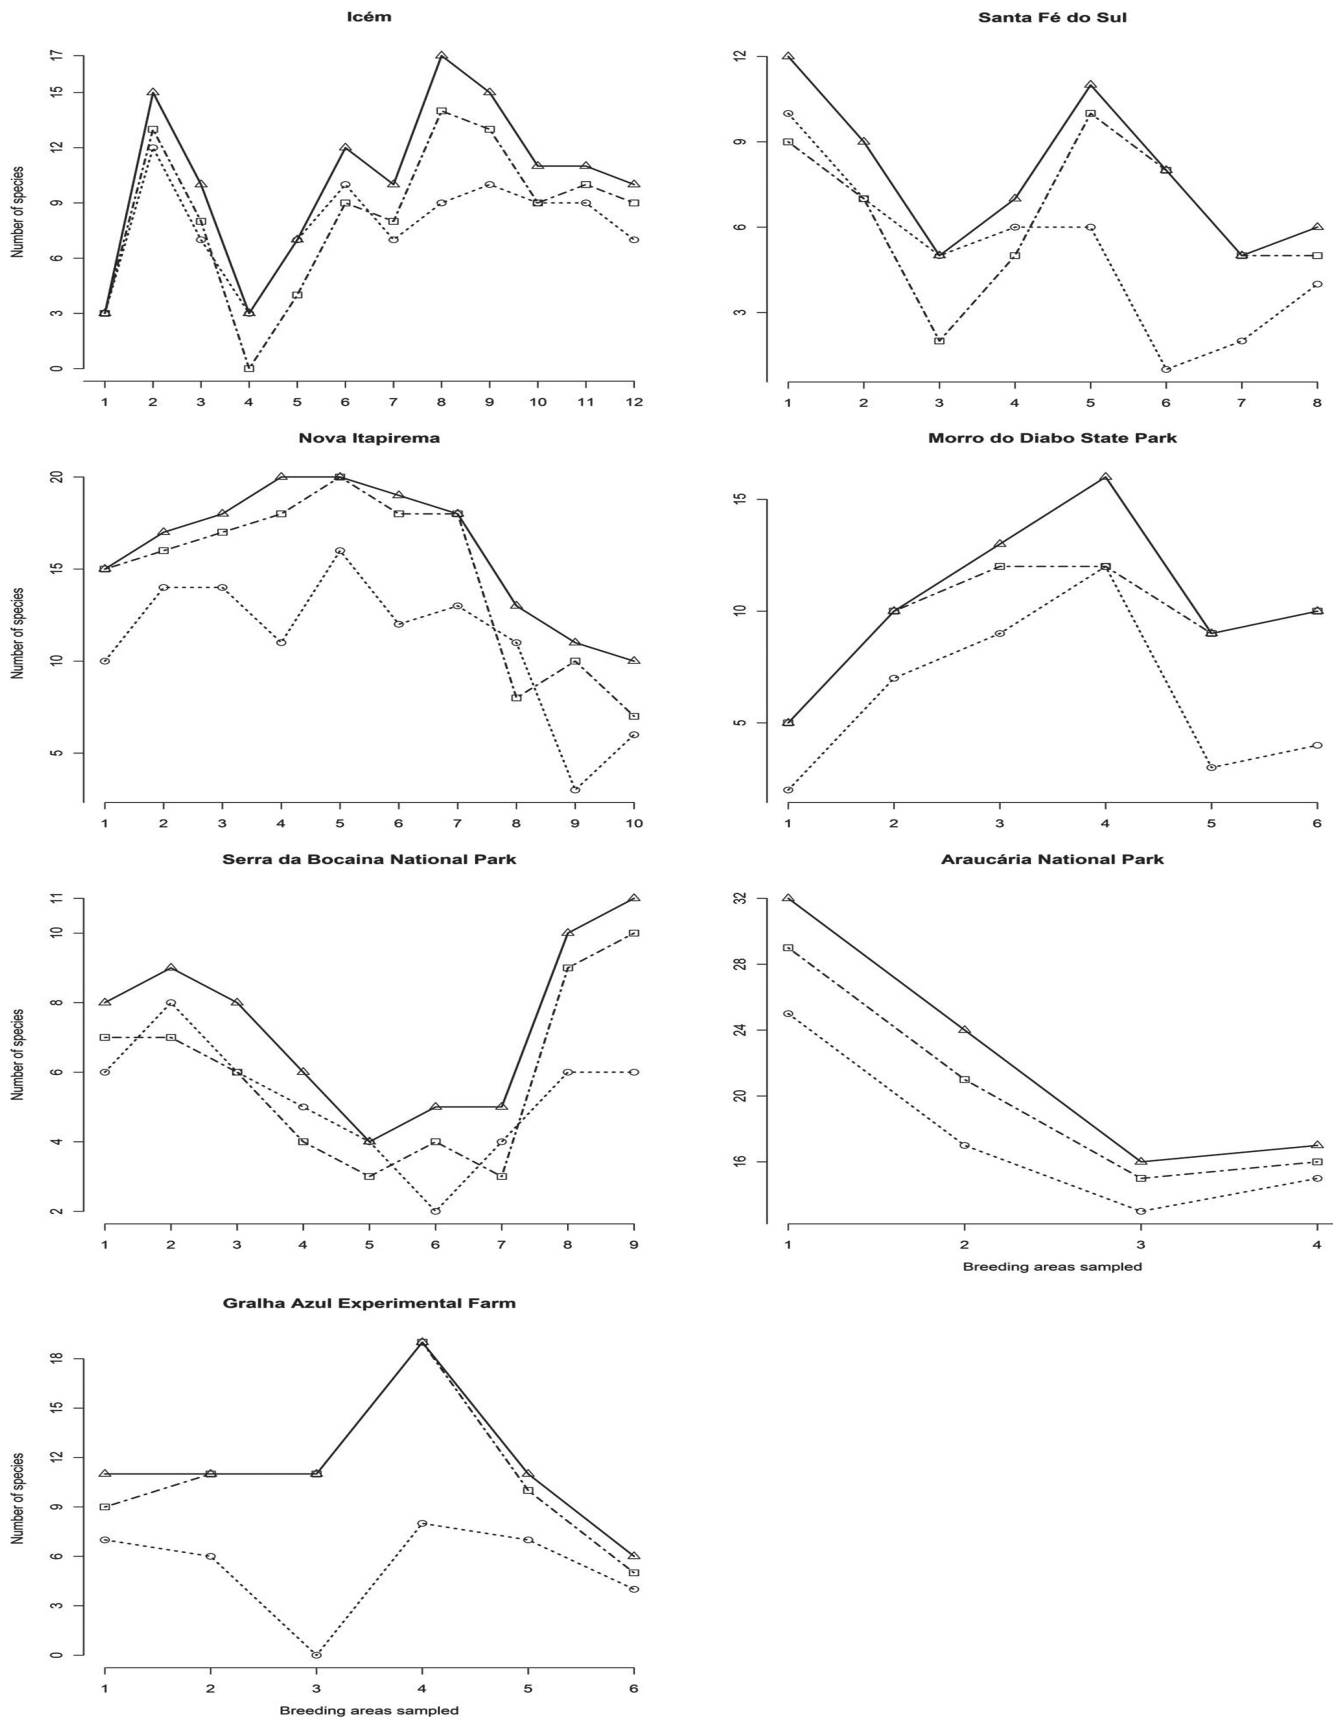 Icém
Number of species
17
15
12
9
6
3
0
1 2 3 4 5 6 7 8 9 10 11 12
Santa Fé do Sul
12
9
6
3
1 2 3 4 5 6 7 8
Nova Itapirema
Number of species
20
15
10
5
1 2 3 4 5 6 7 8 9 10
Morro do Diabo State Park
15
10
5
1 2 3 4 5 6
Serra da Bocaina National Park
Number of species
11
10
8
6
4
2
1 2 3 4 5 6 7 8 9
Araucária National Park
32
28
24
20
16
1 2 3 4
Breeding areas sampled
Gralha Azul Experimental Farm
Number of species
18
15
12
9
6
3
0
1 2 3 4 5 6
Breeding areas sampled